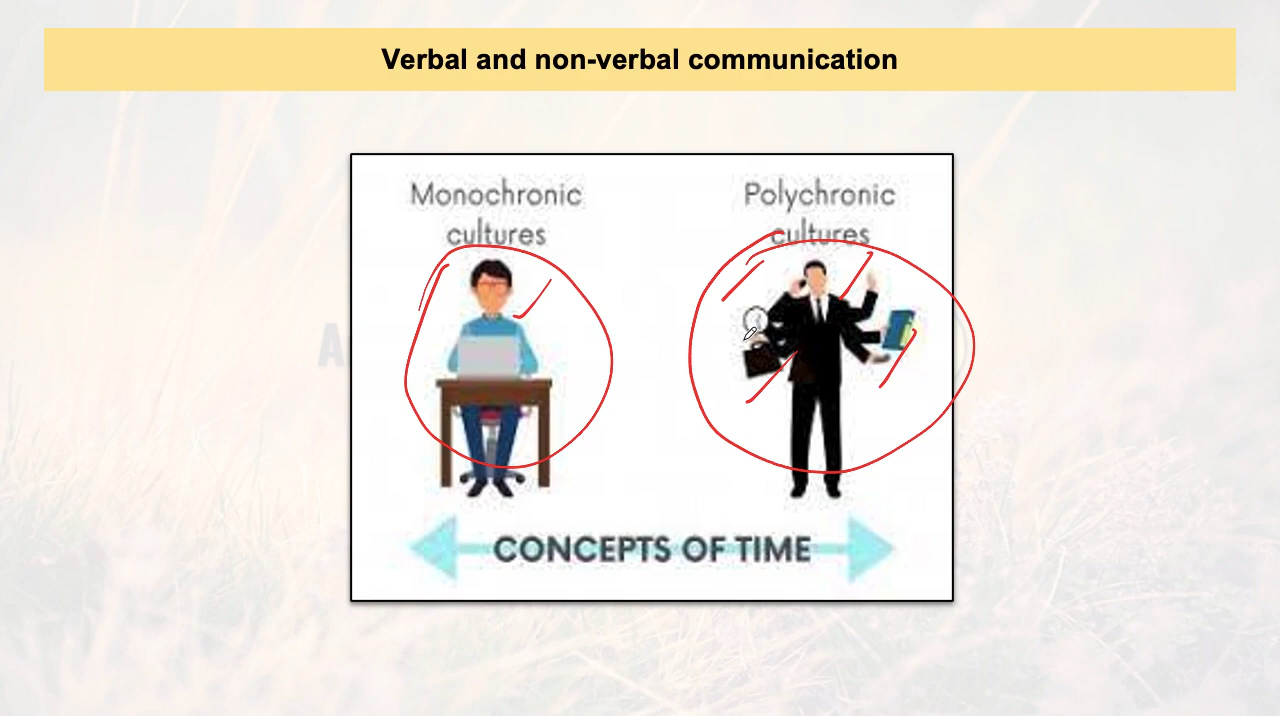 Verbal and non-verbal communication
Monochronic
cultures
Polychronic
cultures
CONCEPTS OF TIME